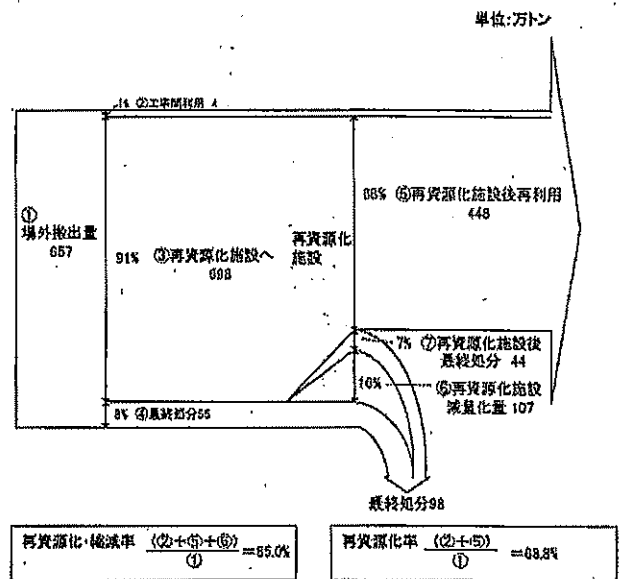 単位:万トン
1% ②工事間利用 4
①
場外搬出量
657
91% ③再資源化施設へ
598
再資源化
施設
68% ⑤再資源化施設後再利用
448
7% ⑦再資源化施設後
最終処分 44
16% ⑥再資源化施設
減量化量 107
8% ④最終処分55
最終処分98
再資源化・縮減率 (②+⑤+⑥) / ① =85.0%
再資源化率 (②+⑤) / ① =68.8%